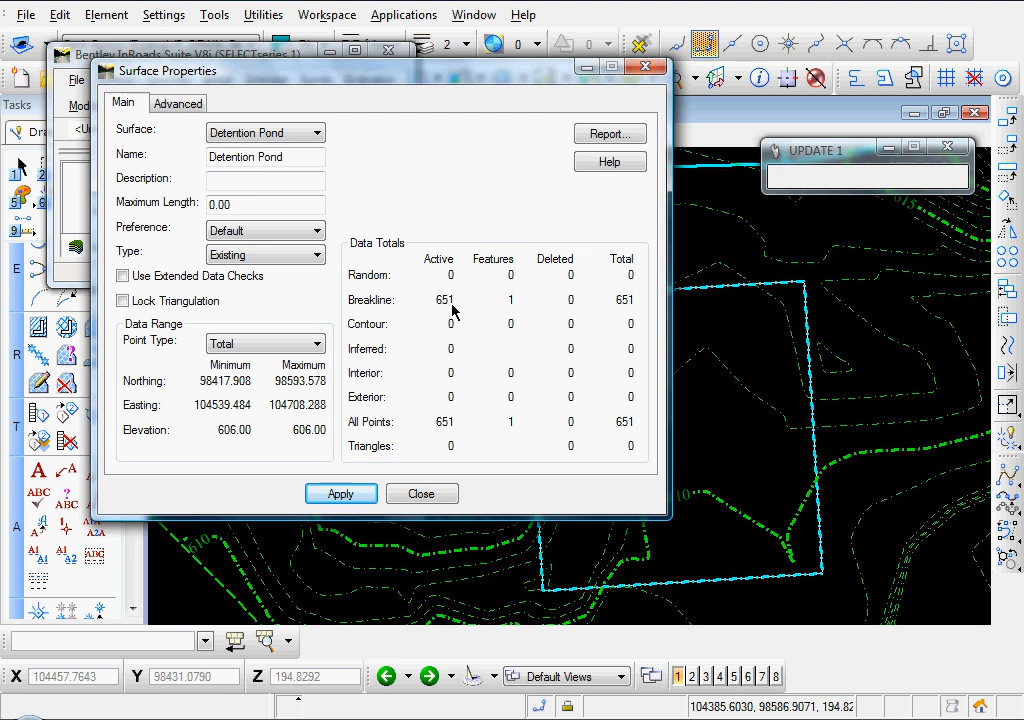 File Edit Element Settings Tools Utilities Workspace Applications Window Help
2 0 0
Bentley InRoads Suite V8i (SELECTseries 1)
Surface Properties
File
Tasks
Main Advanced
UPDATE 1
Surface: Detention Pond Report...
Name: Detention Pond Help
Description:
Maximum Length: 0.00
Preference: Default
Type: Existing
Data Totals
Active Features Deleted Total
Use Extended Data Checks
Random: 0 0 0 0
Lock Triangulation
Breakline: 651 1 0 651
Data Range
Contour: 0 0 0 0
Point Type: Total
Inferred: 0 0 0
Minimum Maximum
Interior: 0 0 0 0
Northing: 98417.908 98593.578
Exterior: 0 0 0 0
Easting: 104539.484 104708.288
All Points: 651 1 0 651
Elevation: 606.00 606.00
Triangles: 0 0 0
Apply Close
615
10
610
E
R
T
A
X 104457.7643 Y 98431.0790 Z 194.8292 Default Views 1 2 3 4 5 6 7 8
104385.6030, 98586.9071, 194.82